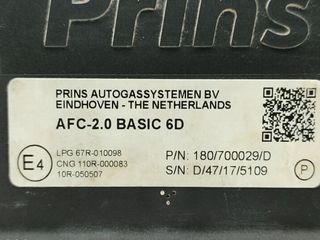 Prins
PRINS AUTOGASSYSTEMEN BV
EINDHOVEN - THE NETHERLANDS
AFC-2.0 BASIC 6D
E4
LPG 67R-010098
CNG 110R-000083
10R-050507
P/N: 180/700029/D
S/N: D/47/17/5109
P